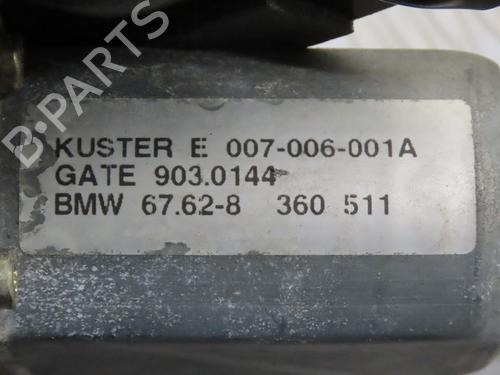 B-PARTS
KUSTER E 007-006-001A
GATE 903.0144
BMW 67.62-8 360 511